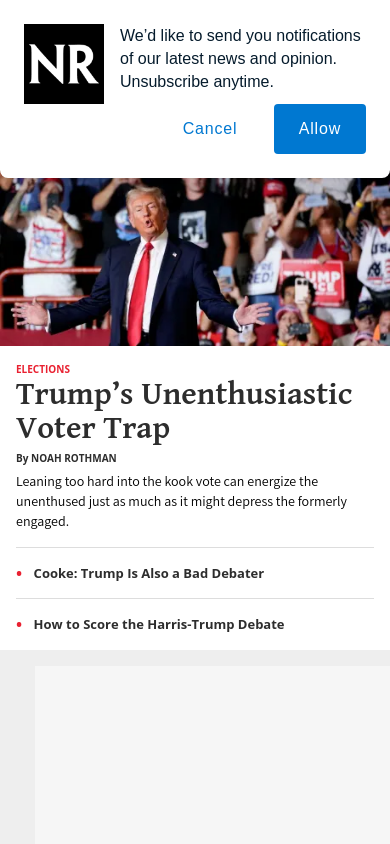 NR
We’d like to send you notifications
of our latest news and opinion.
Unsubscribe anytime.
Cancel
Allow
TRUMP
ELECTIONS
Trump’s Unenthusiastic
Voter Trap
By NOAH ROTHMAN
Leaning too hard into the kook vote can energize the
unenthused just as much as it might depress the formerly
engaged.
• Cooke: Trump Is Also a Bad Debater
• How to Score the Harris-Trump Debate